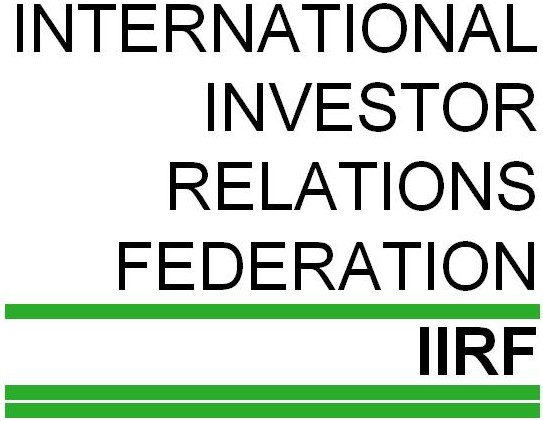 INTERNATIONAL
INVESTOR
RELATIONS
FEDERATION
IIRF